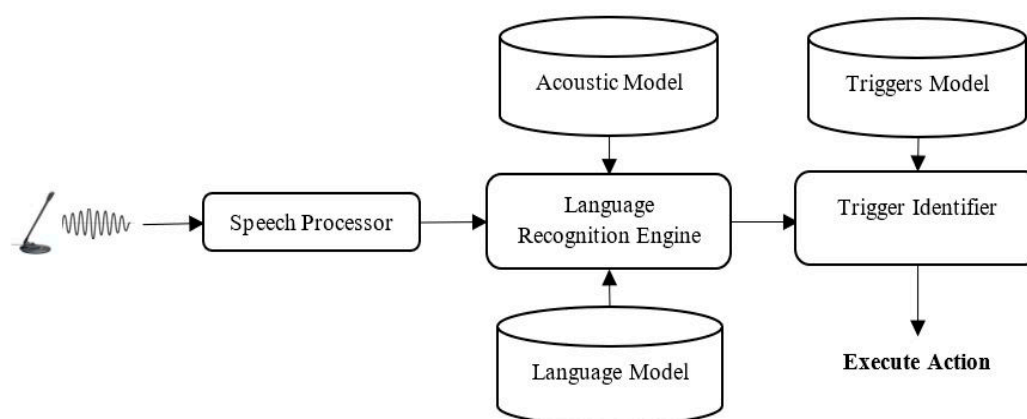 Acoustic Model
Triggers Model
Speech Processor
Language
Recognition Engine
Trigger Identifier
Language Model
Execute Action